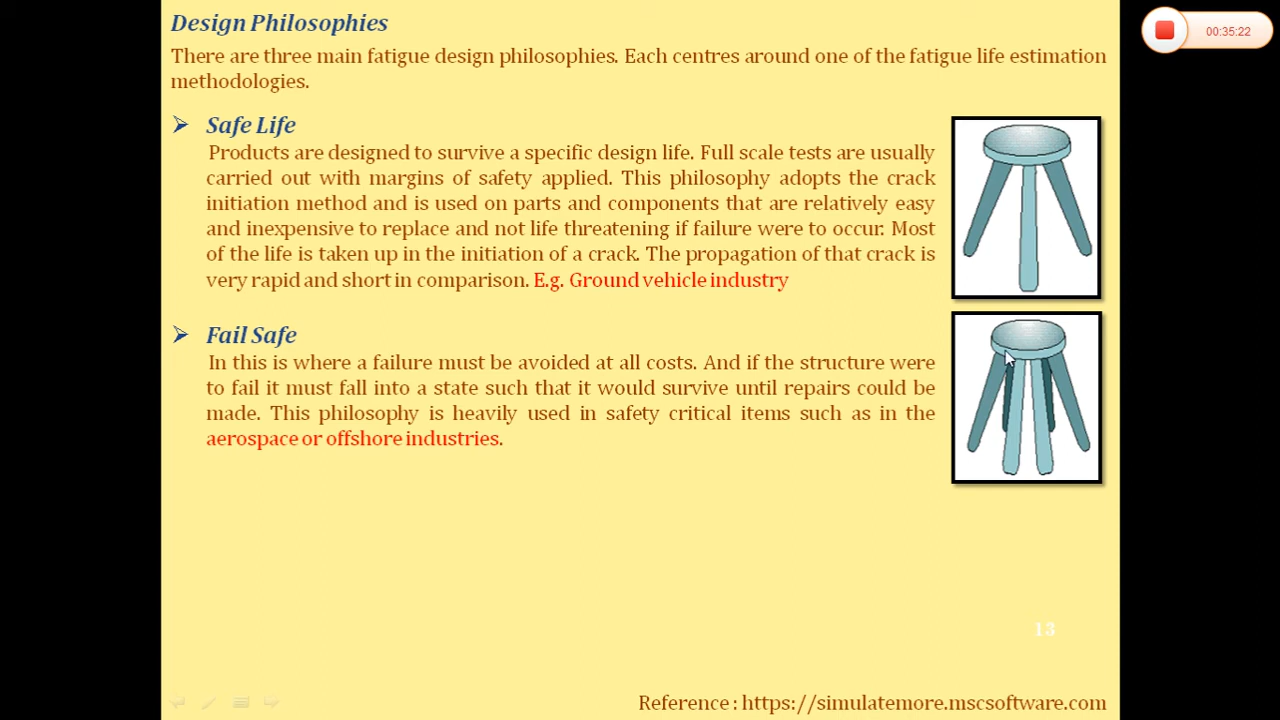 Design Philosophies
00:35:22
There are three main fatigue design philosophies. Each centres around one of the fatigue life estimation
methodologies.
Safe Life
Products are designed to survive a specific design life. Full scale tests are usually
carried out with margins of safety applied. This philosophy adopts the crack
initiation method and is used on parts and components that are relatively easy
and inexpensive to replace and not life threatening if failure were to occur. Most
of the life is taken up in the initiation of a crack. The propagation of that crack is
very rapid and short in comparison. E.g. Ground vehicle industry
Fail Safe
In this is where a failure must be avoided at all costs. And if the structure were
to fail it must fall into a state such that it would survive until repairs could be
made. This philosophy is heavily used in safety critical items such as in the
aerospace or offshore industries.
13
Reference : https://simulatemore.mscsoftware.com